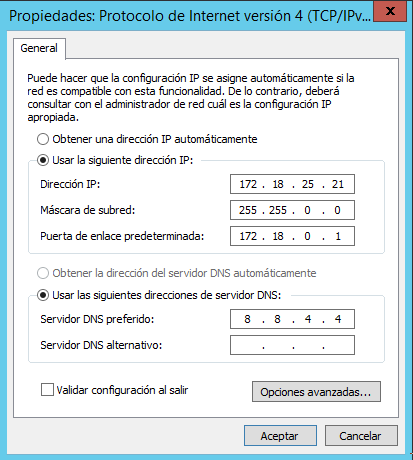 Propiedades: Protocolo de Internet versión 4 (TCP/IPv... x
General
Puede hacer que la configuración IP se asigne automáticamente si la
red es compatible con esta funcionalidad. De lo contrario, deberá
consultar con el administrador de red cuál es la configuración IP
apropiada.
Obtener una dirección IP automáticamente
Usar la siguiente dirección IP:
Dirección IP: 172 . 18 . 25 . 21
Máscara de subred: 255 . 255 . 0 . 0
Puerta de enlace predeterminada: 172 . 18 . 0 . 1
Obtener la dirección del servidor DNS automáticamente
Usar las siguientes direcciones de servidor DNS:
Servidor DNS preferido: 8 . 8 . 4 . 4
Servidor DNS alternativo: . . .
Validar configuración al salir
Opciones avanzadas...
Aceptar Cancelar